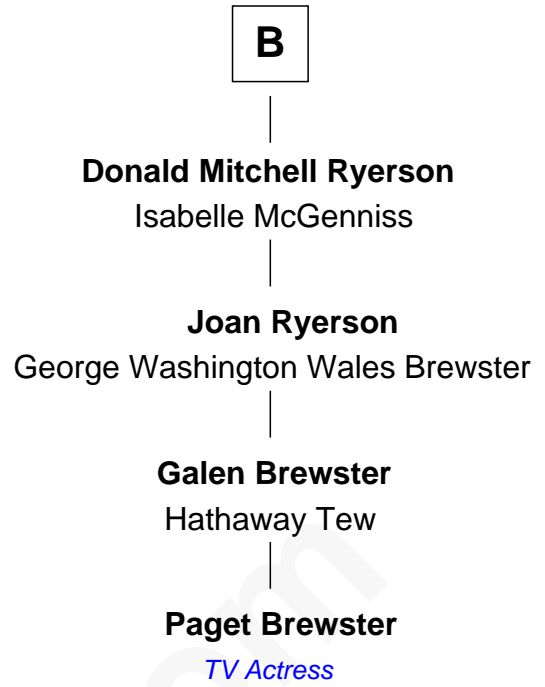 B
Donald Mitchell Ryerson
Isabelle McGenniss
Joan Ryerson
George Washington Wales Brewster
Galen Brewster
Hathaway Tew
Paget Brewster
TV Actress